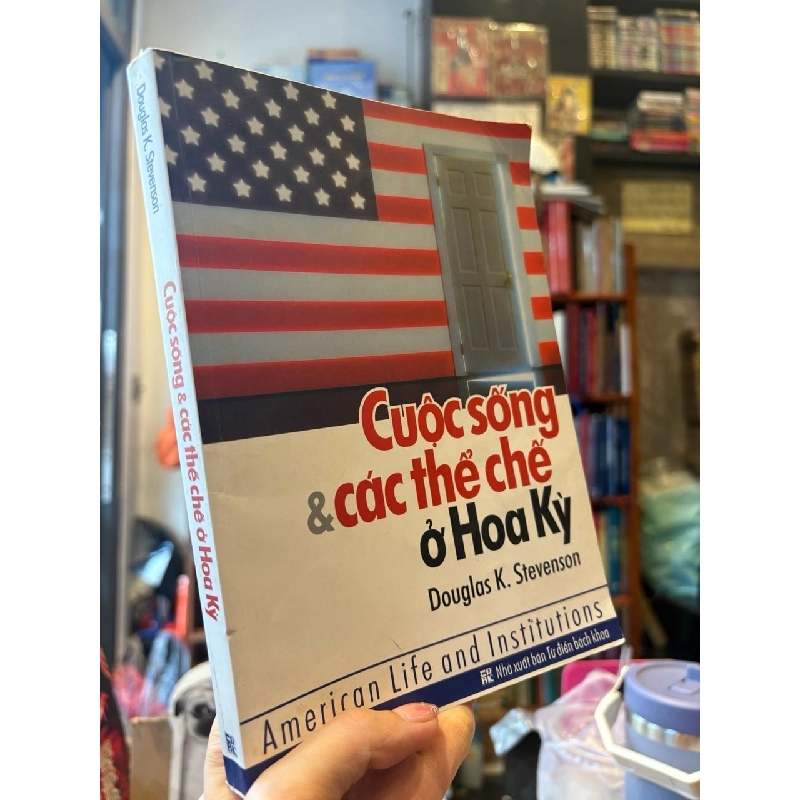 Douglas K. Stevenson
Cuộc sống & các thể chế ở Hoa Kỳ
Cuộc sống
& các thể chế
ở Hoa Kỳ
Douglas K. Stevenson
American Life and Institutions
Nhà xuất bản Từ điển bách khoa